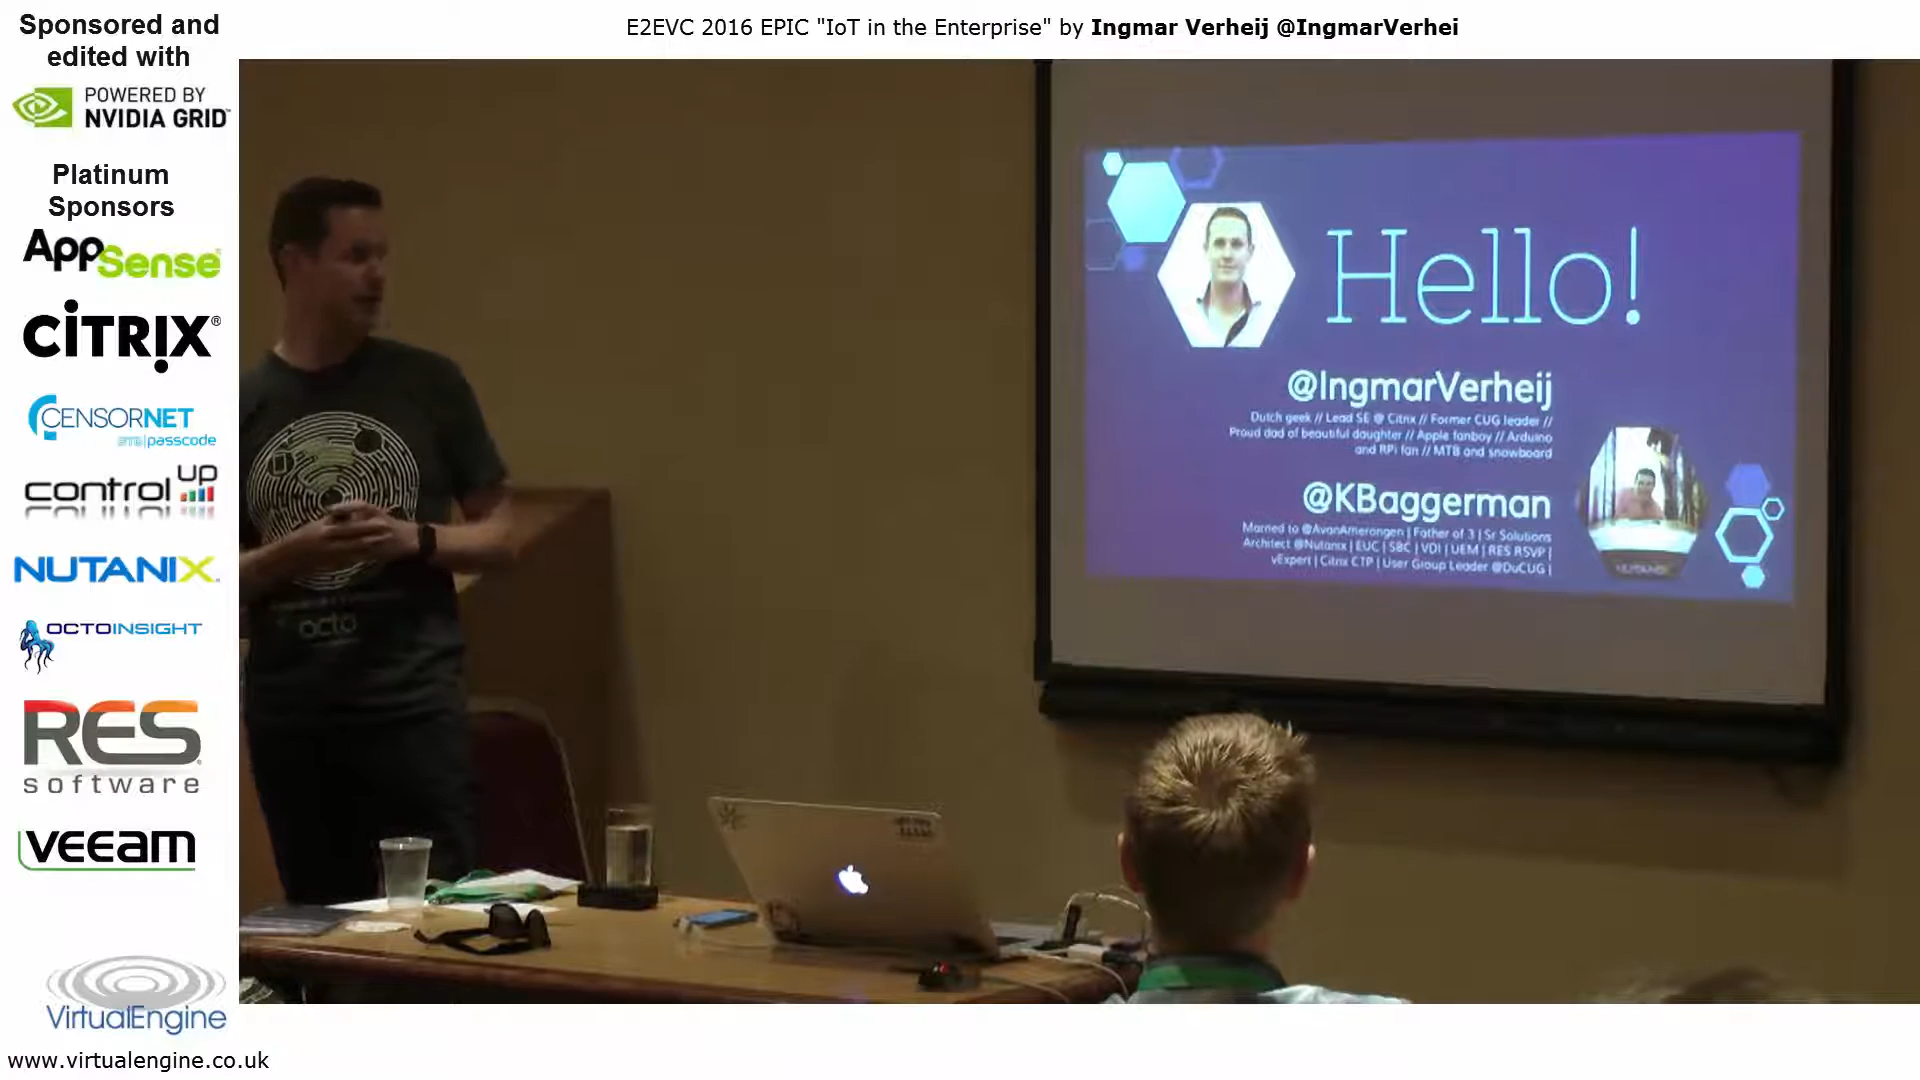 E2EVC 2016 EPIC "IoT in the Enterprise" by Ingmar Verheij @IngmarVerhei
Sponsored and
edited with
POWERED BY
NVIDIA GRID
Platinum
Sponsors
AppSense
CITRIX®
CENSORNET
passcode
control UP
NUTANIX
OCTOINSIGHT
RES
software
veeam
VirtualEngine
www.virtualengine.co.uk
Hello!
@IngmarVerheij
Dutch geek // Lead SE @ Citrix // Former CUG leader //
Proud dad of beautiful daughter // Apple fanboy // Arduino
and RPi fan // MTB and snowboard
@KBaggerman
Married to @AvanAmerongen | Father of 3 | Sr Solutions
Architect @Nutanix | EUC | SBC | VDI | UEM | RES RSVP |
vExpert | Citrix CTP | User Group Leader @DuCUG |
NUTANIX
octo